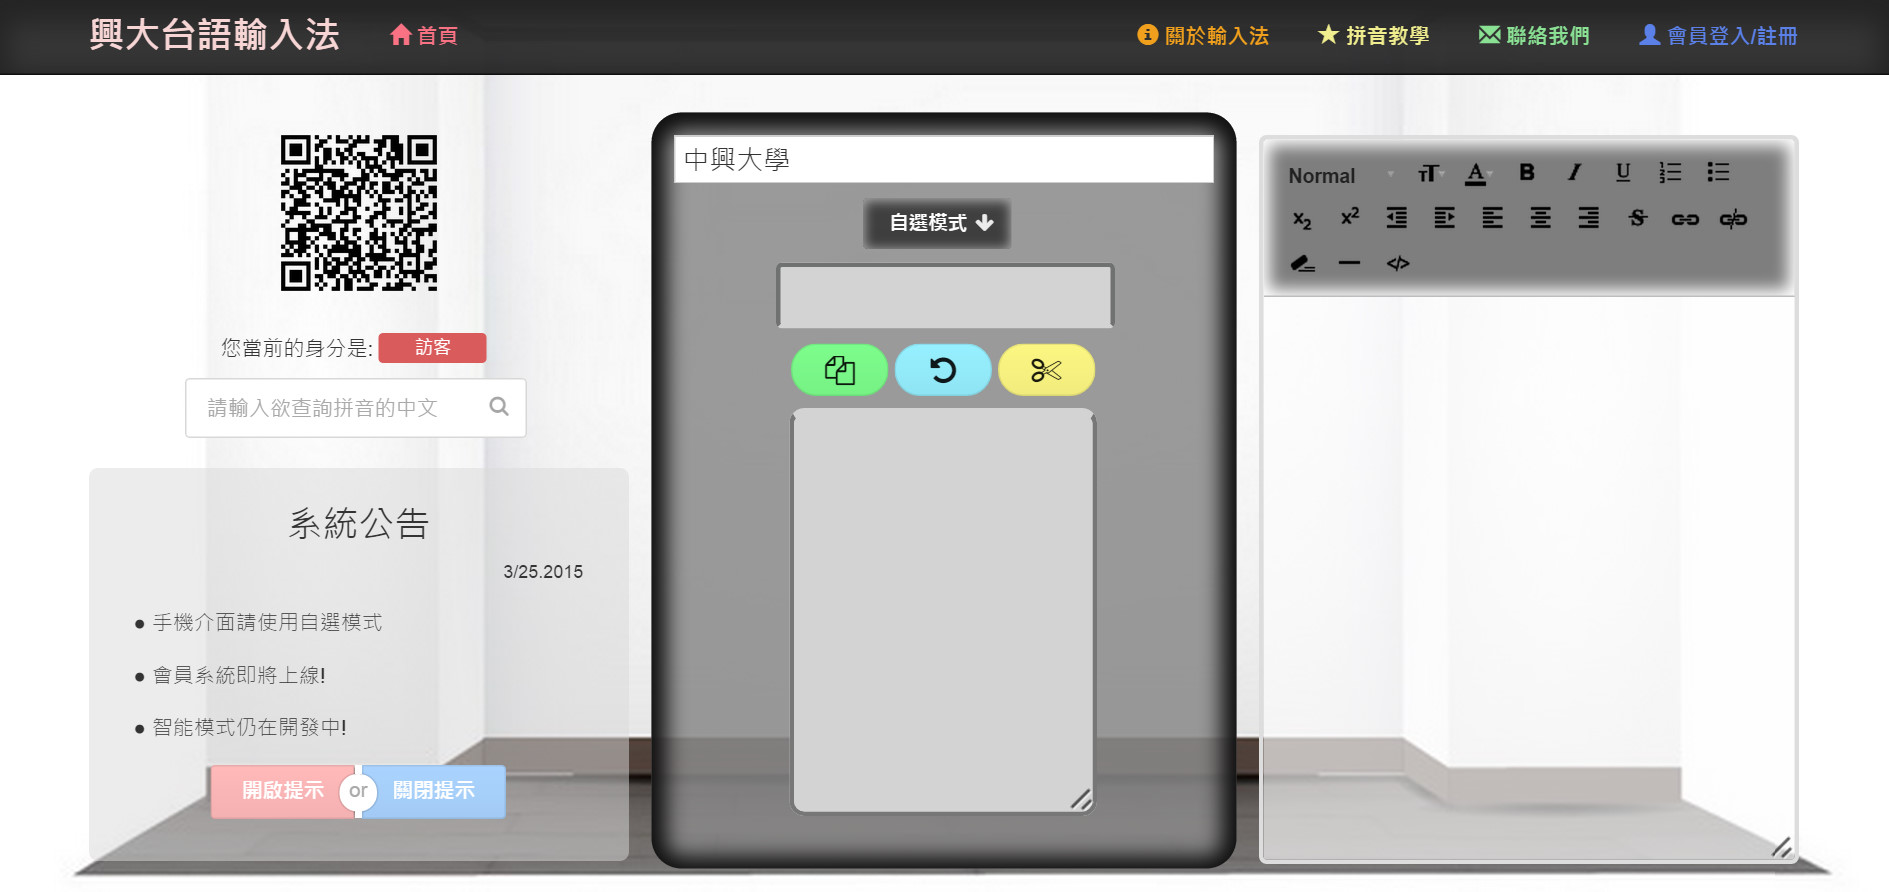 興大台語輸入法 首頁 關於輸入法 拼音教學 聯絡我們 會員登入/註冊
您當前的身分是: 訪客
請輸入欲查詢拼音的中文
系統公告
3/25.2015
● 手機介面請使用自選模式
● 會員系統即將上線!
● 智能模式仍在開發中!
開啟提示 or 關閉提示
中興大學
自選模式
Normal